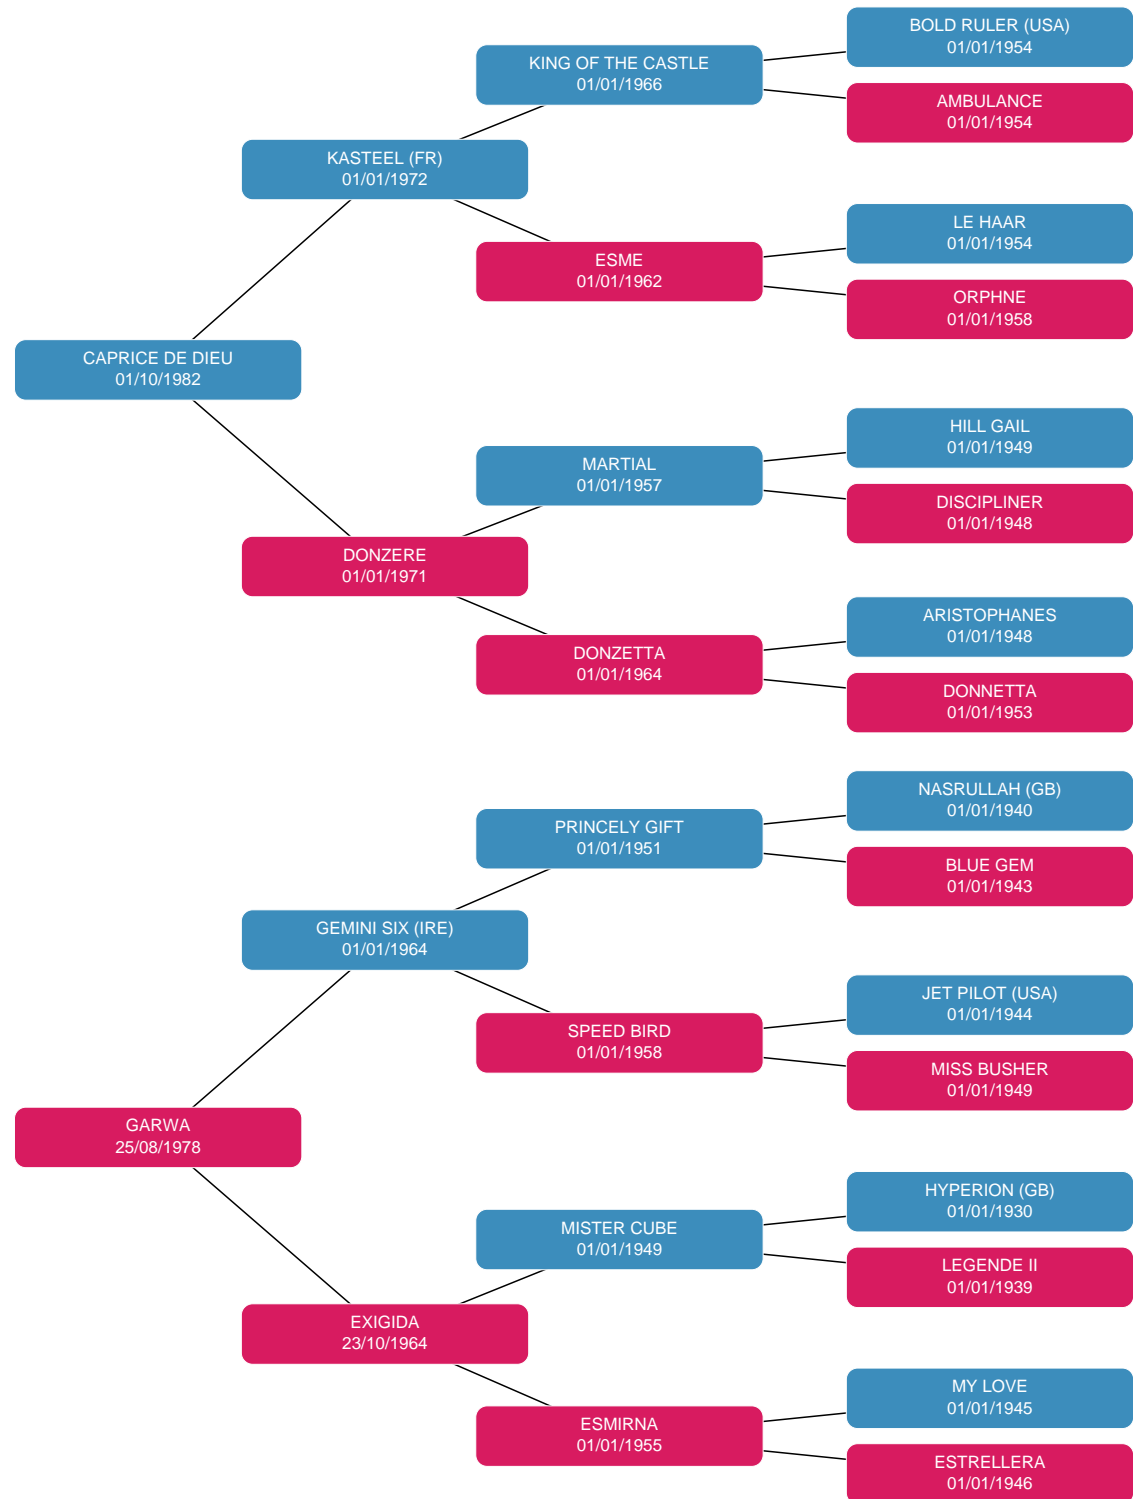 BOLD RULER (USA)
01/01/1954
KING OF THE CASTLE
01/01/1966
AMBULANCE
01/01/1954
KASTEEL (FR)
01/01/1972
LE HAAR
01/01/1954
ESME
01/01/1962
ORPHNE
01/01/1958
CAPRICE DE DIEU
01/10/1982
HILL GAIL
01/01/1949
MARTIAL
01/01/1957
DISCIPLINER
01/01/1948
DONZERE
01/01/1971
ARISTOPHANES
01/01/1948
DONZETTA
01/01/1964
DONNETTA
01/01/1953
NASRULLAH (GB)
01/01/1940
PRINCELY GIFT
01/01/1951
BLUE GEM
01/01/1943
GEMINI SIX (IRE)
01/01/1964
JET PILOT (USA)
01/01/1944
SPEED BIRD
01/01/1958
MISS BUSHER
01/01/1949
GARWA
25/08/1978
HYPERION (GB)
01/01/1930
MISTER CUBE
01/01/1949
LEGENDE II
01/01/1939
EXIGIDA
23/10/1964
MY LOVE
01/01/1945
ESMIRNA
01/01/1955
ESTRELLERA
01/01/1946